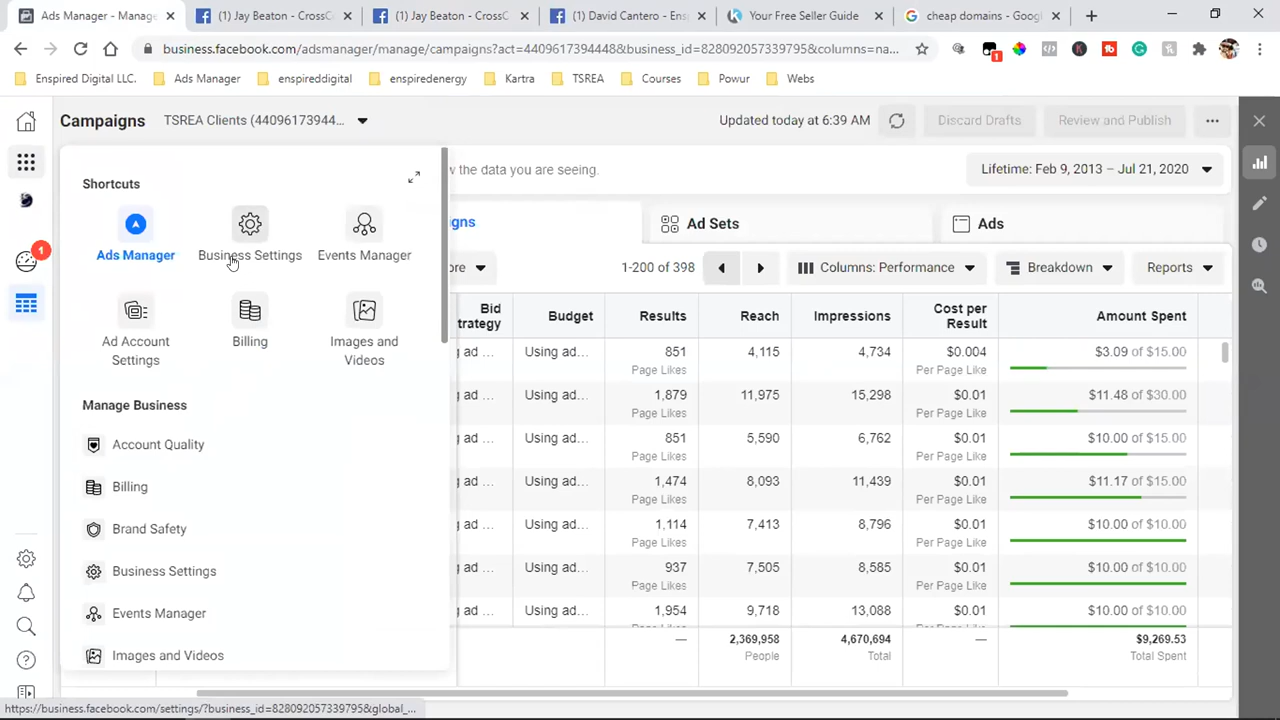 Ads Manager - Manage
(1) Jay Beaton - CrossC
(1) Jay Beaton - CrossC
(1) David Cantero - Ens
Your Free Seller Guide
cheap domains - Googl
business.facebook.com/adsmanager/manage/campaigns?act=4409617394448&business_id=828092057339795&columns=na...
1
Enspired Digital LLC.
Ads Manager
enspireddigital
enspiredenergy
Kartra
TSREA
Courses
Powur
Webs
Campaigns
TSREA Clients (44096173944...
Updated today at 6:39 AM
Discard Drafts
Review and Publish
w the data you are seeing.
Lifetime: Feb 9, 2013 – Jul 21, 2020
Shortcuts
Ads Manager
Business Settings
Events Manager
Ad Account
Settings
Billing
Images and
Videos
Manage Business
Account Quality
Billing
Brand Safety
Business Settings
Events Manager
Images and Videos
1
igns
Ad Sets
Ads
ore
1-200 of 398
Columns: Performance
Breakdown
Reports
Bid
trategy
Budget
Results
Reach
Impressions
Cost per
Result
Amount Spent
g ad ...
Using ad...
851
4,115
4,734
$0.004
$3.09 of $15.00
Page Likes
Per Page Like
g ad ...
Using ad...
1,879
11,975
15,298
$0.01
$11.48 of $30.00
Page Likes
Per Page Like
g ad ...
Using ad...
851
5,590
6,762
$0.01
$10.00 of $15.00
Page Likes
Per Page Like
g ad ...
Using ad...
1,474
8,093
11,439
$0.01
$11.17 of $15.00
Page Likes
Per Page Like
g ad ...
Using ad...
1,114
7,413
8,796
$0.01
$10.00 of $10.00
Page Likes
Per Page Like
g ad ...
Using ad...
937
7,505
8,585
$0.01
$10.00 of $10.00
Page Likes
Per Page Like
g ad ...
Using ad...
1,954
9,718
13,088
$0.01
$10.00 of $10.00
Page Likes
Per Page Like
—
2,369,958
4,670,694
—
$9,269.53
People
Total
Total Spent
https://business.facebook.com/settings/?business_id=828092057339795&global_...